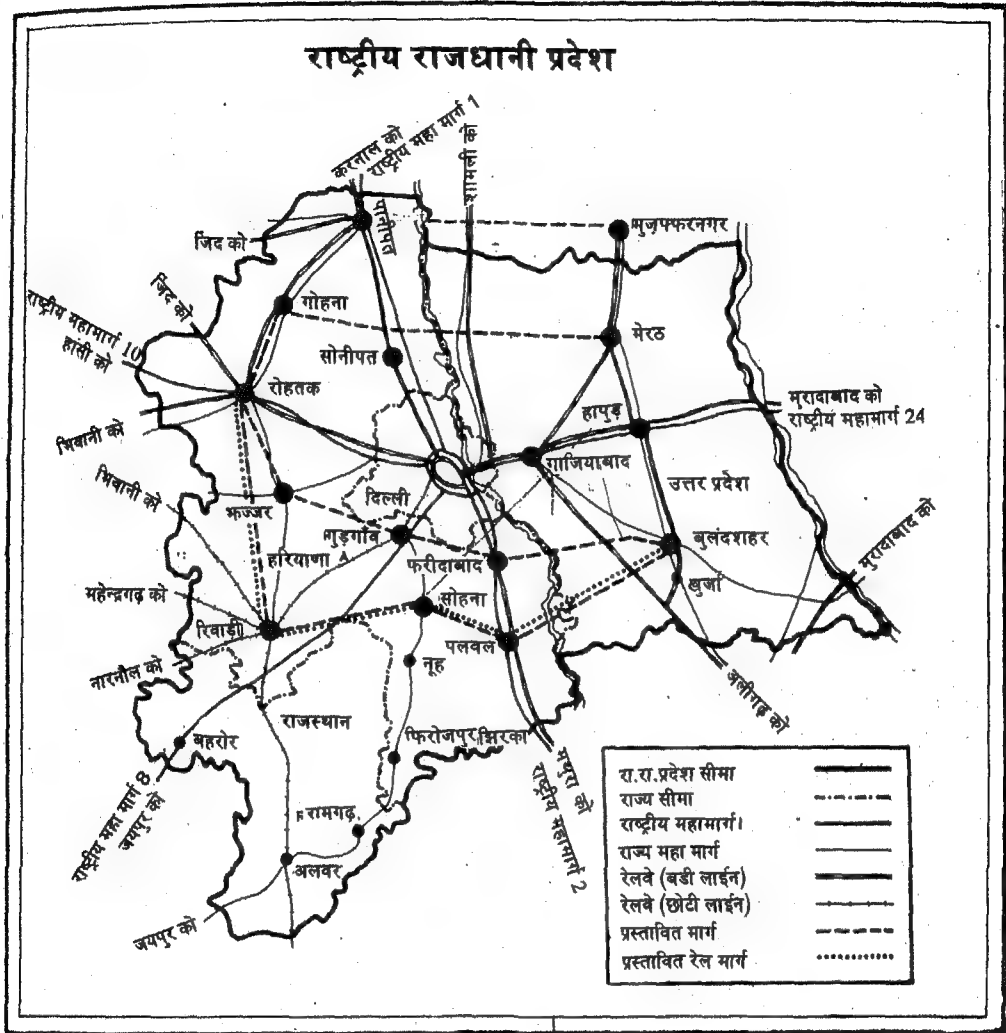 राष्ट्रीय राजधानी प्रदेश
करनाल को
राष्ट्रीय महा मार्ग 1
शामली को
पानीपत
मुज़फ्फरनगर
जिंद को
जिंद को
गोहना
राष्ट्रीय महामार्ग 10
हांसी को
सोनीपत
मेरठ
रोहतक
हापुड़
मुरादाबाद को
राष्ट्रीय महामार्ग 24
भिवानी को
गाजियाबाद
भिवानी को
दिल्ली
उत्तर प्रदेश
झज्जर
गुड़गाँव
मुरादाबाद को
हरियाणा
फरीदाबाद
बुलंदशहर
महेन्द्रगढ़ को
सोहना
खुर्जा
रिवाड़ी
पलवल
नारनौल को
नूह
अलीगढ़ को
राजस्थान
बहरोर
फिरोजपुर झिरका
मथुरा को
राष्ट्रीय महामार्ग 2
राष्ट्रीय महा मार्ग 8
जयपुर को
रामगढ़
अलवर
जयपुर को
रा.रा.प्रदेश सीमा
राज्य सीमा
राष्ट्रीय महामार्ग।
राज्य महा मार्ग
रेलवे (बडी लाईन)
रेलवे (छोटी लाईन)
प्रस्तावित मार्ग
प्रस्तावित रेल मार्ग